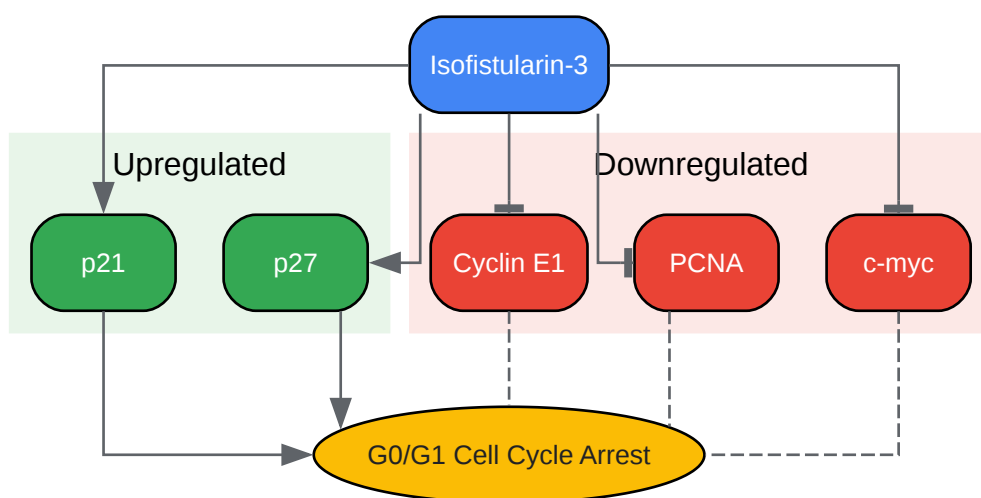 Isofistularin-3
Upregulated
Downregulated
p21
p27
Cyclin E1
PCNA
c-myc
G0/G1 Cell Cycle Arrest